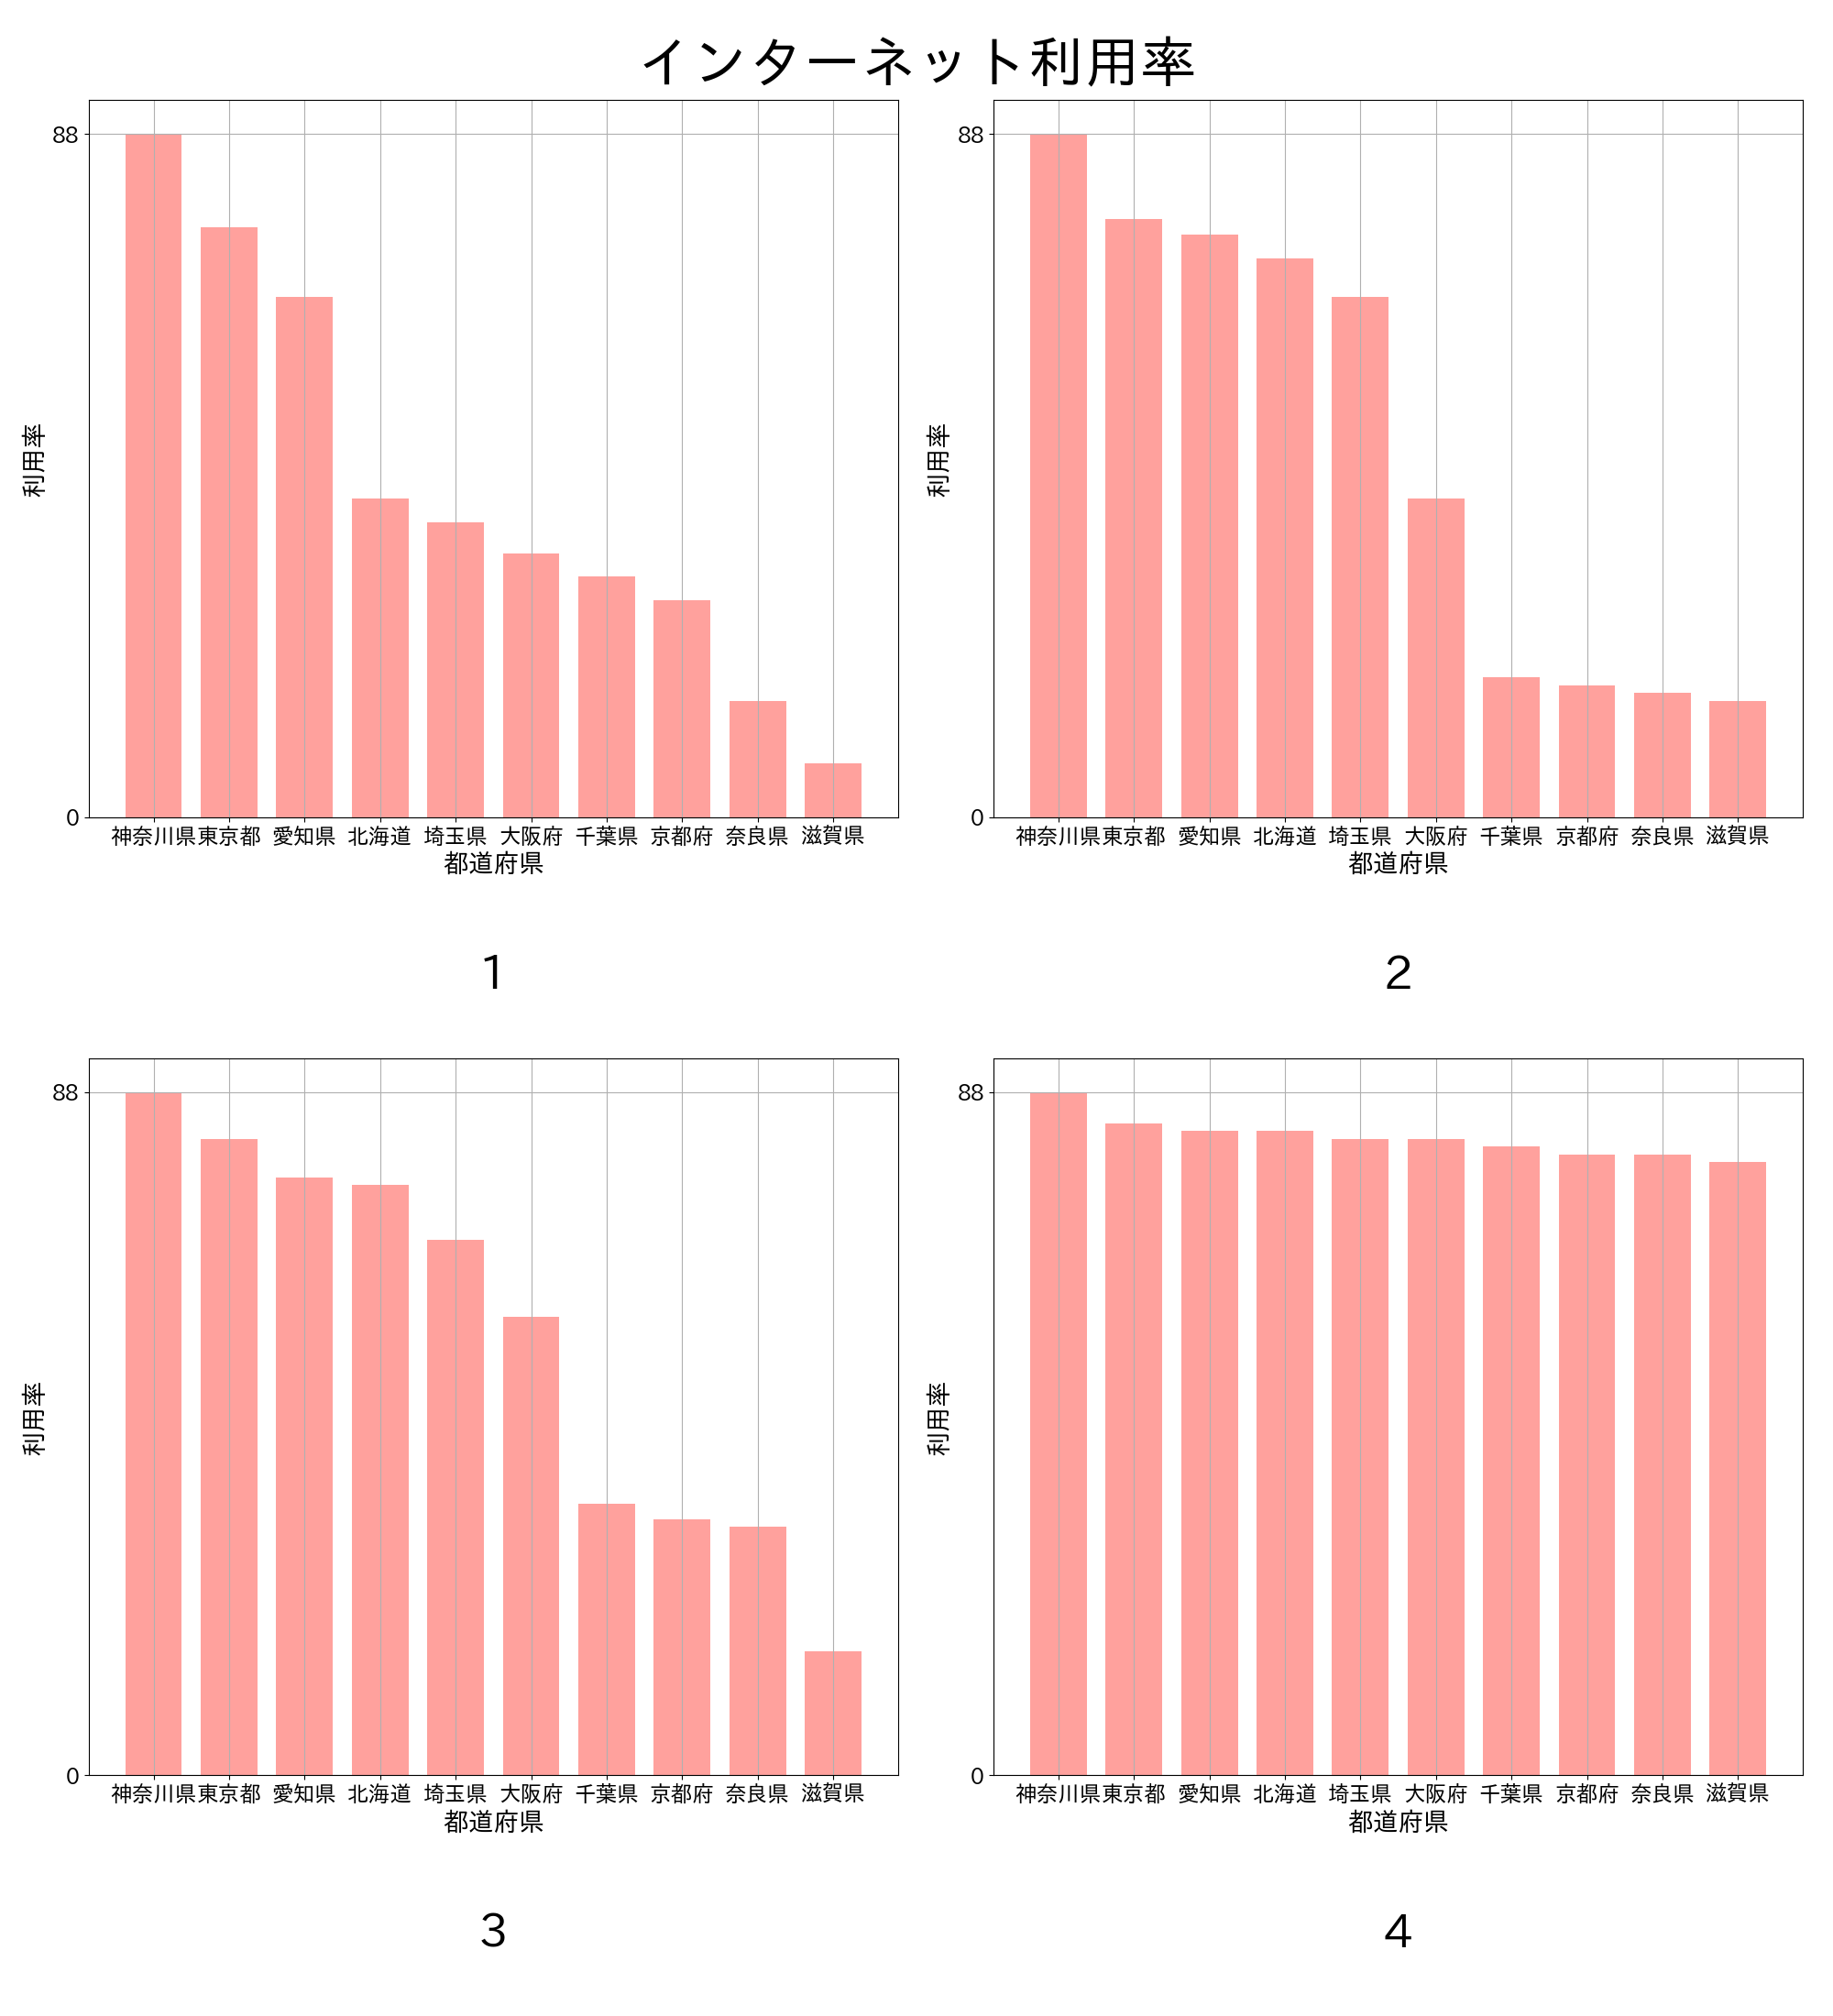 インターネット利用率
88
0
利用率
神奈川県 東京都 愛知県 北海道 埼玉県 大阪府 千葉県 京都府 奈良県 滋賀県
都道府県
1
88
0
利用率
神奈川県 東京都 愛知県 北海道 埼玉県 大阪府 千葉県 京都府 奈良県 滋賀県
都道府県
2
88
0
利用率
神奈川県 東京都 愛知県 北海道 埼玉県 大阪府 千葉県 京都府 奈良県 滋賀県
都道府県
3
88
0
利用率
神奈川県 東京都 愛知県 北海道 埼玉県 大阪府 千葉県 京都府 奈良県 滋賀県
都道府県
4